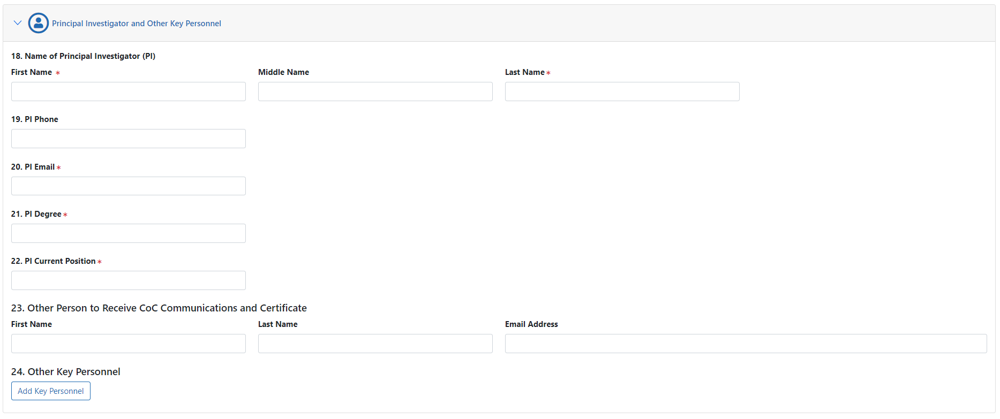 Principal Investigator and Other Key Personnel
18. Name of Principal Investigator (PI)
First Name * Middle Name Last Name*
19. PI Phone
20. PI Email*
21. PI Degree*
22. PI Current Position*
23. Other Person to Receive CoC Communications and Certificate
First Name Last Name Email Address
24. Other Key Personnel
Add Key Personnel